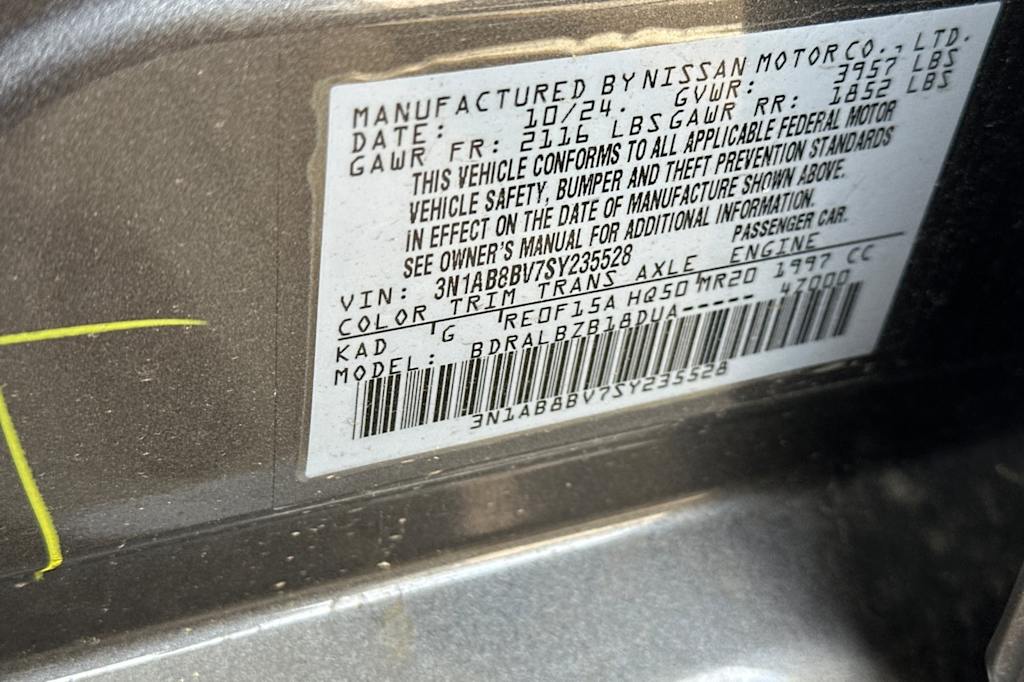 MANUFACTURED BY NISSAN MOTOR CO., LTD.
DATE: 10/24. GVWR: 3957 LBS
GAWR FR: 2116 LBS GAWR RR: 1852 LBS
THIS VEHICLE CONFORMS TO ALL APPLICABLE FEDERAL MOTOR
VEHICLE SAFETY, BUMPER AND THEFT PREVENTION STANDARDS
IN EFFECT ON THE DATE OF MANUFACTURE SHOWN ABOVE.
SEE OWNER'S MANUAL FOR ADDITIONAL INFORMATION.
VIN: 3N1AB8BV7SY235528 PASSENGER CAR.
COLOR TRIM TRANS AXLE ENGINE
KAD G RE0F15A HQ50 MR20 1997 CC
MODEL: BDRALBZB18DUA----- 47000
3N1AB8BV7SY235528